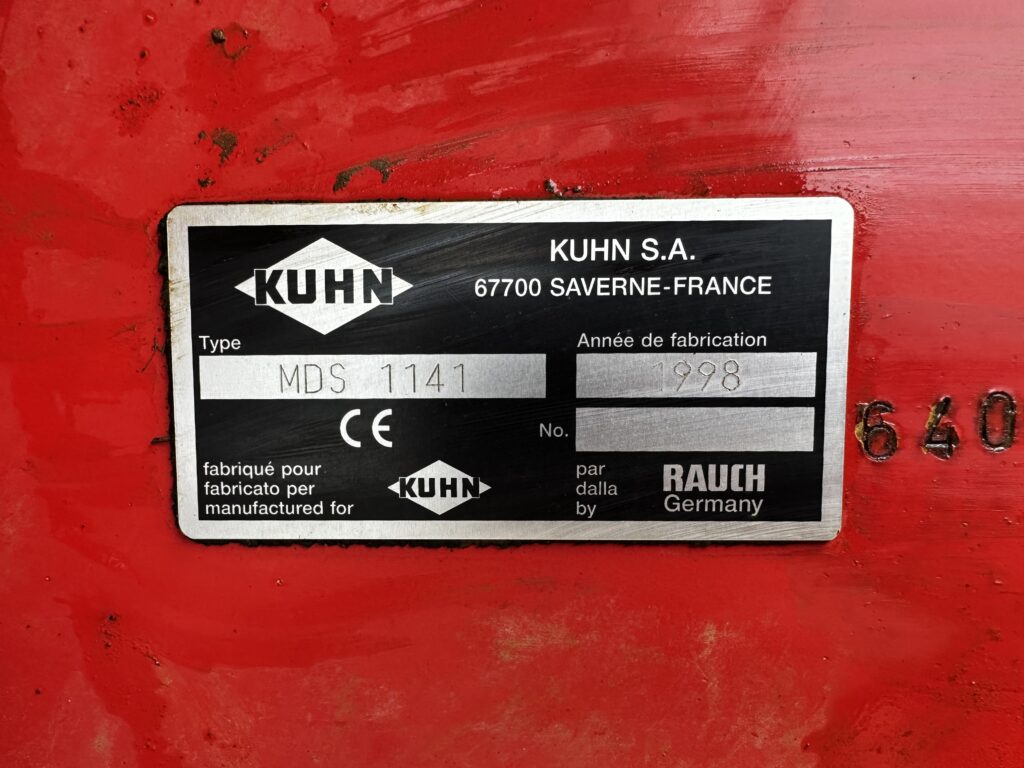 KUHN
KUHN S.A.
67700 SAVERNE-FRANCE
Type
Année de fabrication
MDS 1141
1998
CE
No.
640
fabriqué pour
fabricato per
manufactured for
KUHN
par
dalla
by
RAUCH
Germany